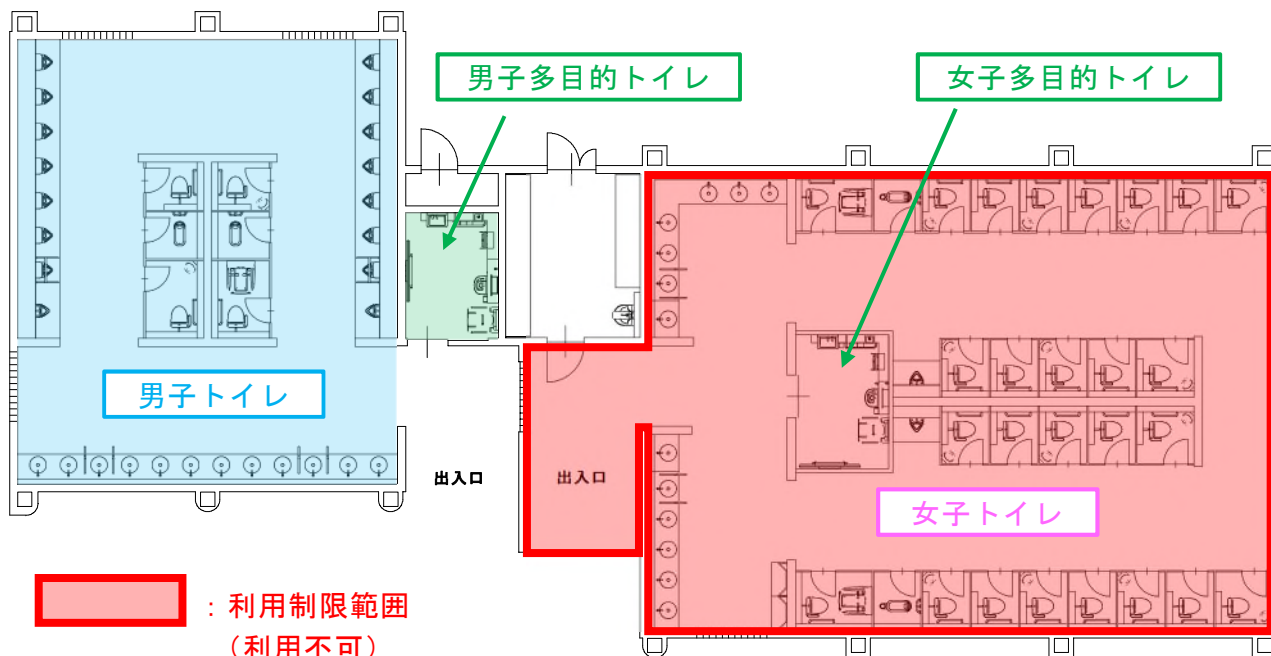 男子多目的トイレ
女子多目的トイレ
男子トイレ
出入口
出入口
女子トイレ
：利用制限範囲
（利用不可）